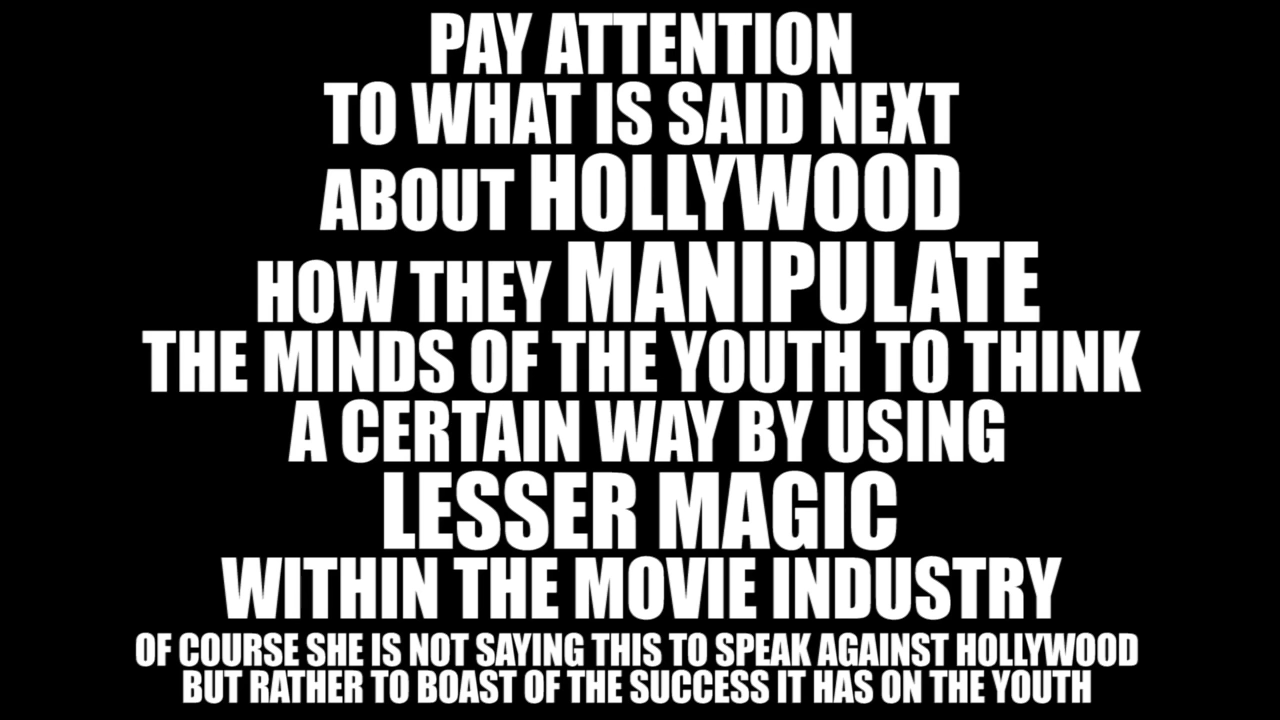 PAY ATTENTION
TO WHAT IS SAID NEXT
ABOUT HOLLYWOOD
HOW THEY MANIPULATE
THE MINDS OF THE YOUTH TO THINK
A CERTAIN WAY BY USING
LESSER MAGIC
WITHIN THE MOVIE INDUSTRY
OF COURSE SHE IS NOT SAYING THIS TO SPEAK AGAINST HOLLYWOOD
BUT RATHER TO BOAST OF THE SUCCESS IT HAS ON THE YOUTH